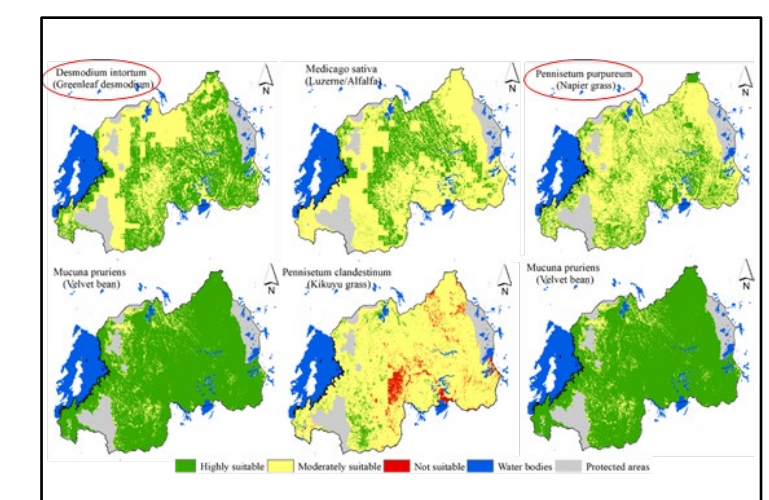 Desmodium intortum
(Greenleaf desmodium)
N
Medicago sativa
(Luzerne/Alfalfa)
N
Pennisetum purpureum
(Napier grass)
N
Mucuna pruriens
(Velvet bean)
N
Pennisetum clandestinum
(Kikuyu grass)
N
Mucuna pruriens
(Velvet bean)
N
Highly suitable Moderately suitable Not suitable Water bodies Protected areas